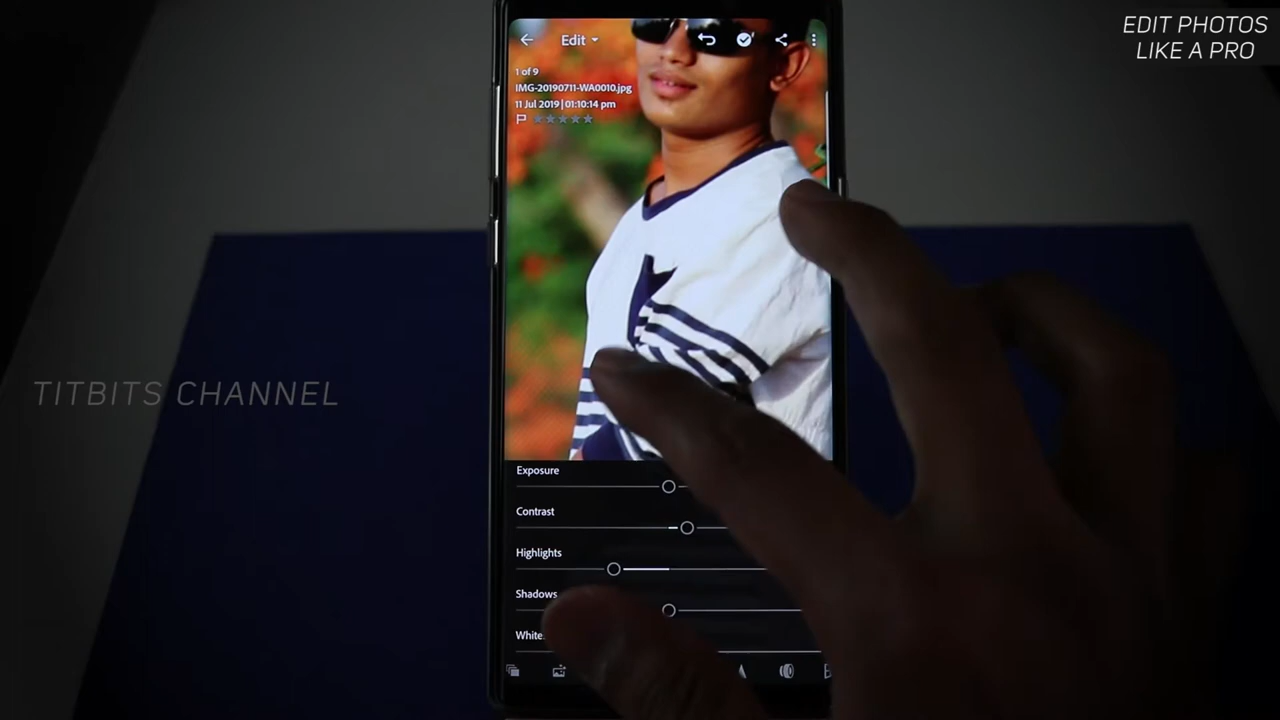 EDIT PHOTOS
LIKE A PRO
Edit
1 of 9
IMG-20190711-WA0010.jpg
11 Jul 2019 | 01:10:14 pm
TITBITS CHANNEL
Exposure
Contrast
Highlights
Shadows
White